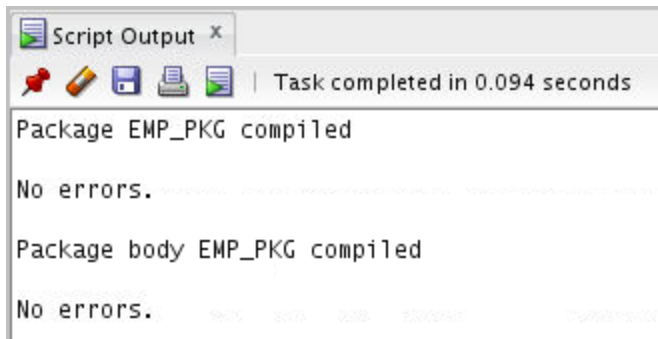 Script Output x
Task completed in 0.094 seconds
Package EMP_PKG compiled
No errors.
Package body EMP_PKG compiled
No errors.